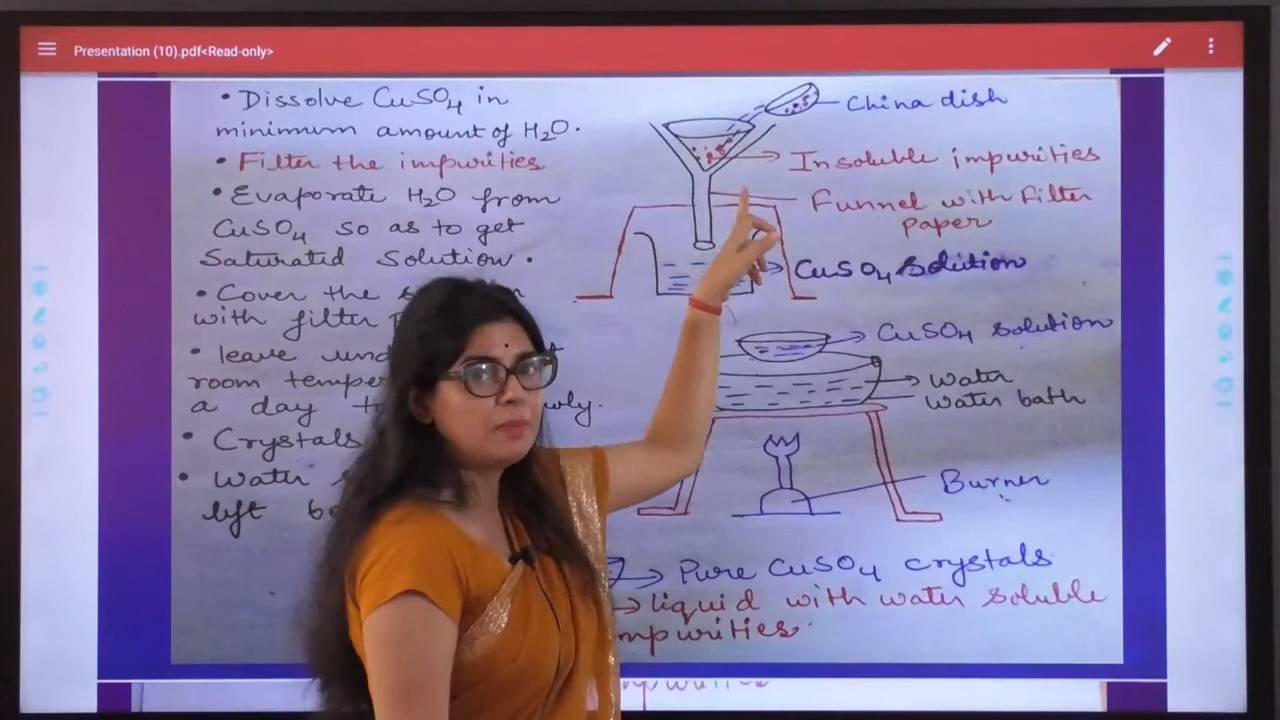 Presentation (10).pdf<Read-only>
• Dissolve CuSO4 in
minimum amount of H2O.
• Filter the impurities
• Evaporate H2O from
CuSO4 so as to get
Saturated Solution.
• Cover the
with filter
• leave
room
a day
• Crystals
• Water
left
China dish
Insoluble impurities
Funnel with Filter
paper
CuSO4 Solution
CuSO4 Solution
Water
Water bath
Burner
Pure CuSO4 crystals
liquid with water soluble